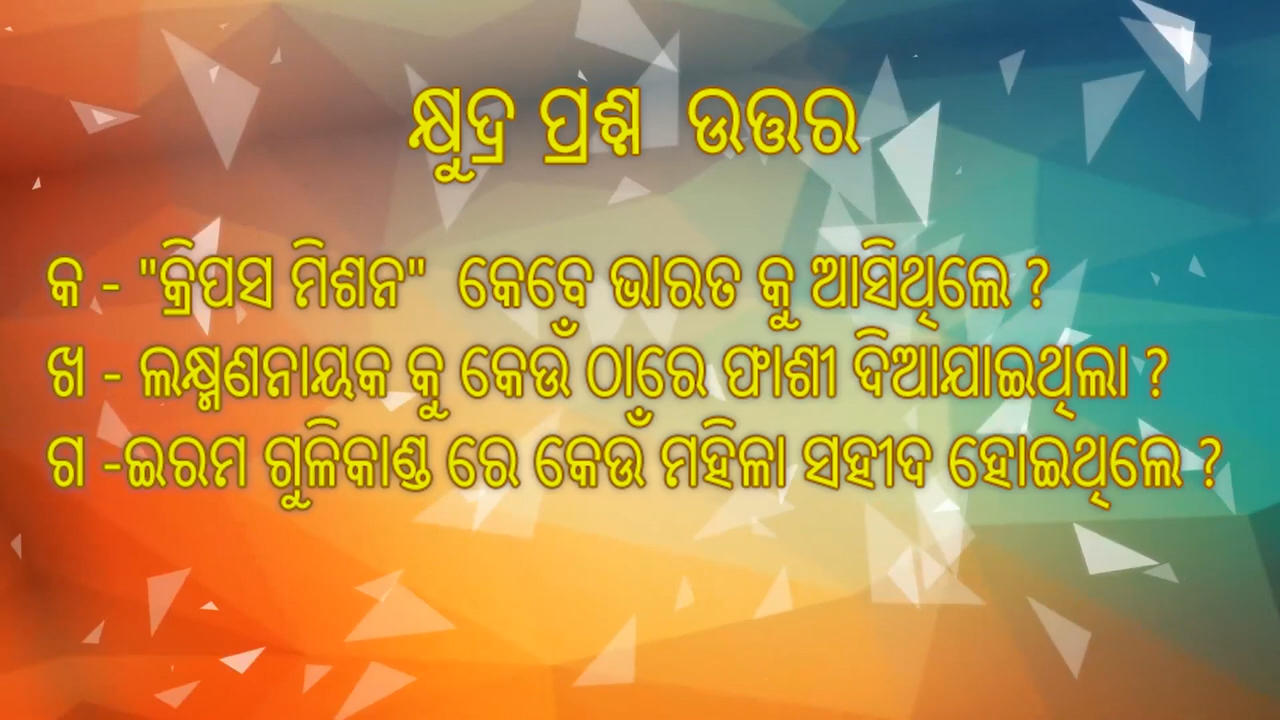 କ୍ଷୁଦ୍ର ପ୍ରଶ୍ନ ଉତ୍ତର
କ - "କ୍ରିପସ ମିଶନ" କେବେ ଭାରତ କୁ ଆସିଥିଲେ ?
ଖ - ଲକ୍ଷ୍ମଣନାୟକ କୁ କେଉଁ ଠାରେ ଫାଶୀ ଦିଆଯାଇଥିଲା ?
ଗ -ଇରମ ଗୁଳିକାଣ୍ଡ ରେ କେଉଁ ମହିଳା ସହୀଦ ହୋଇଥିଲେ ?